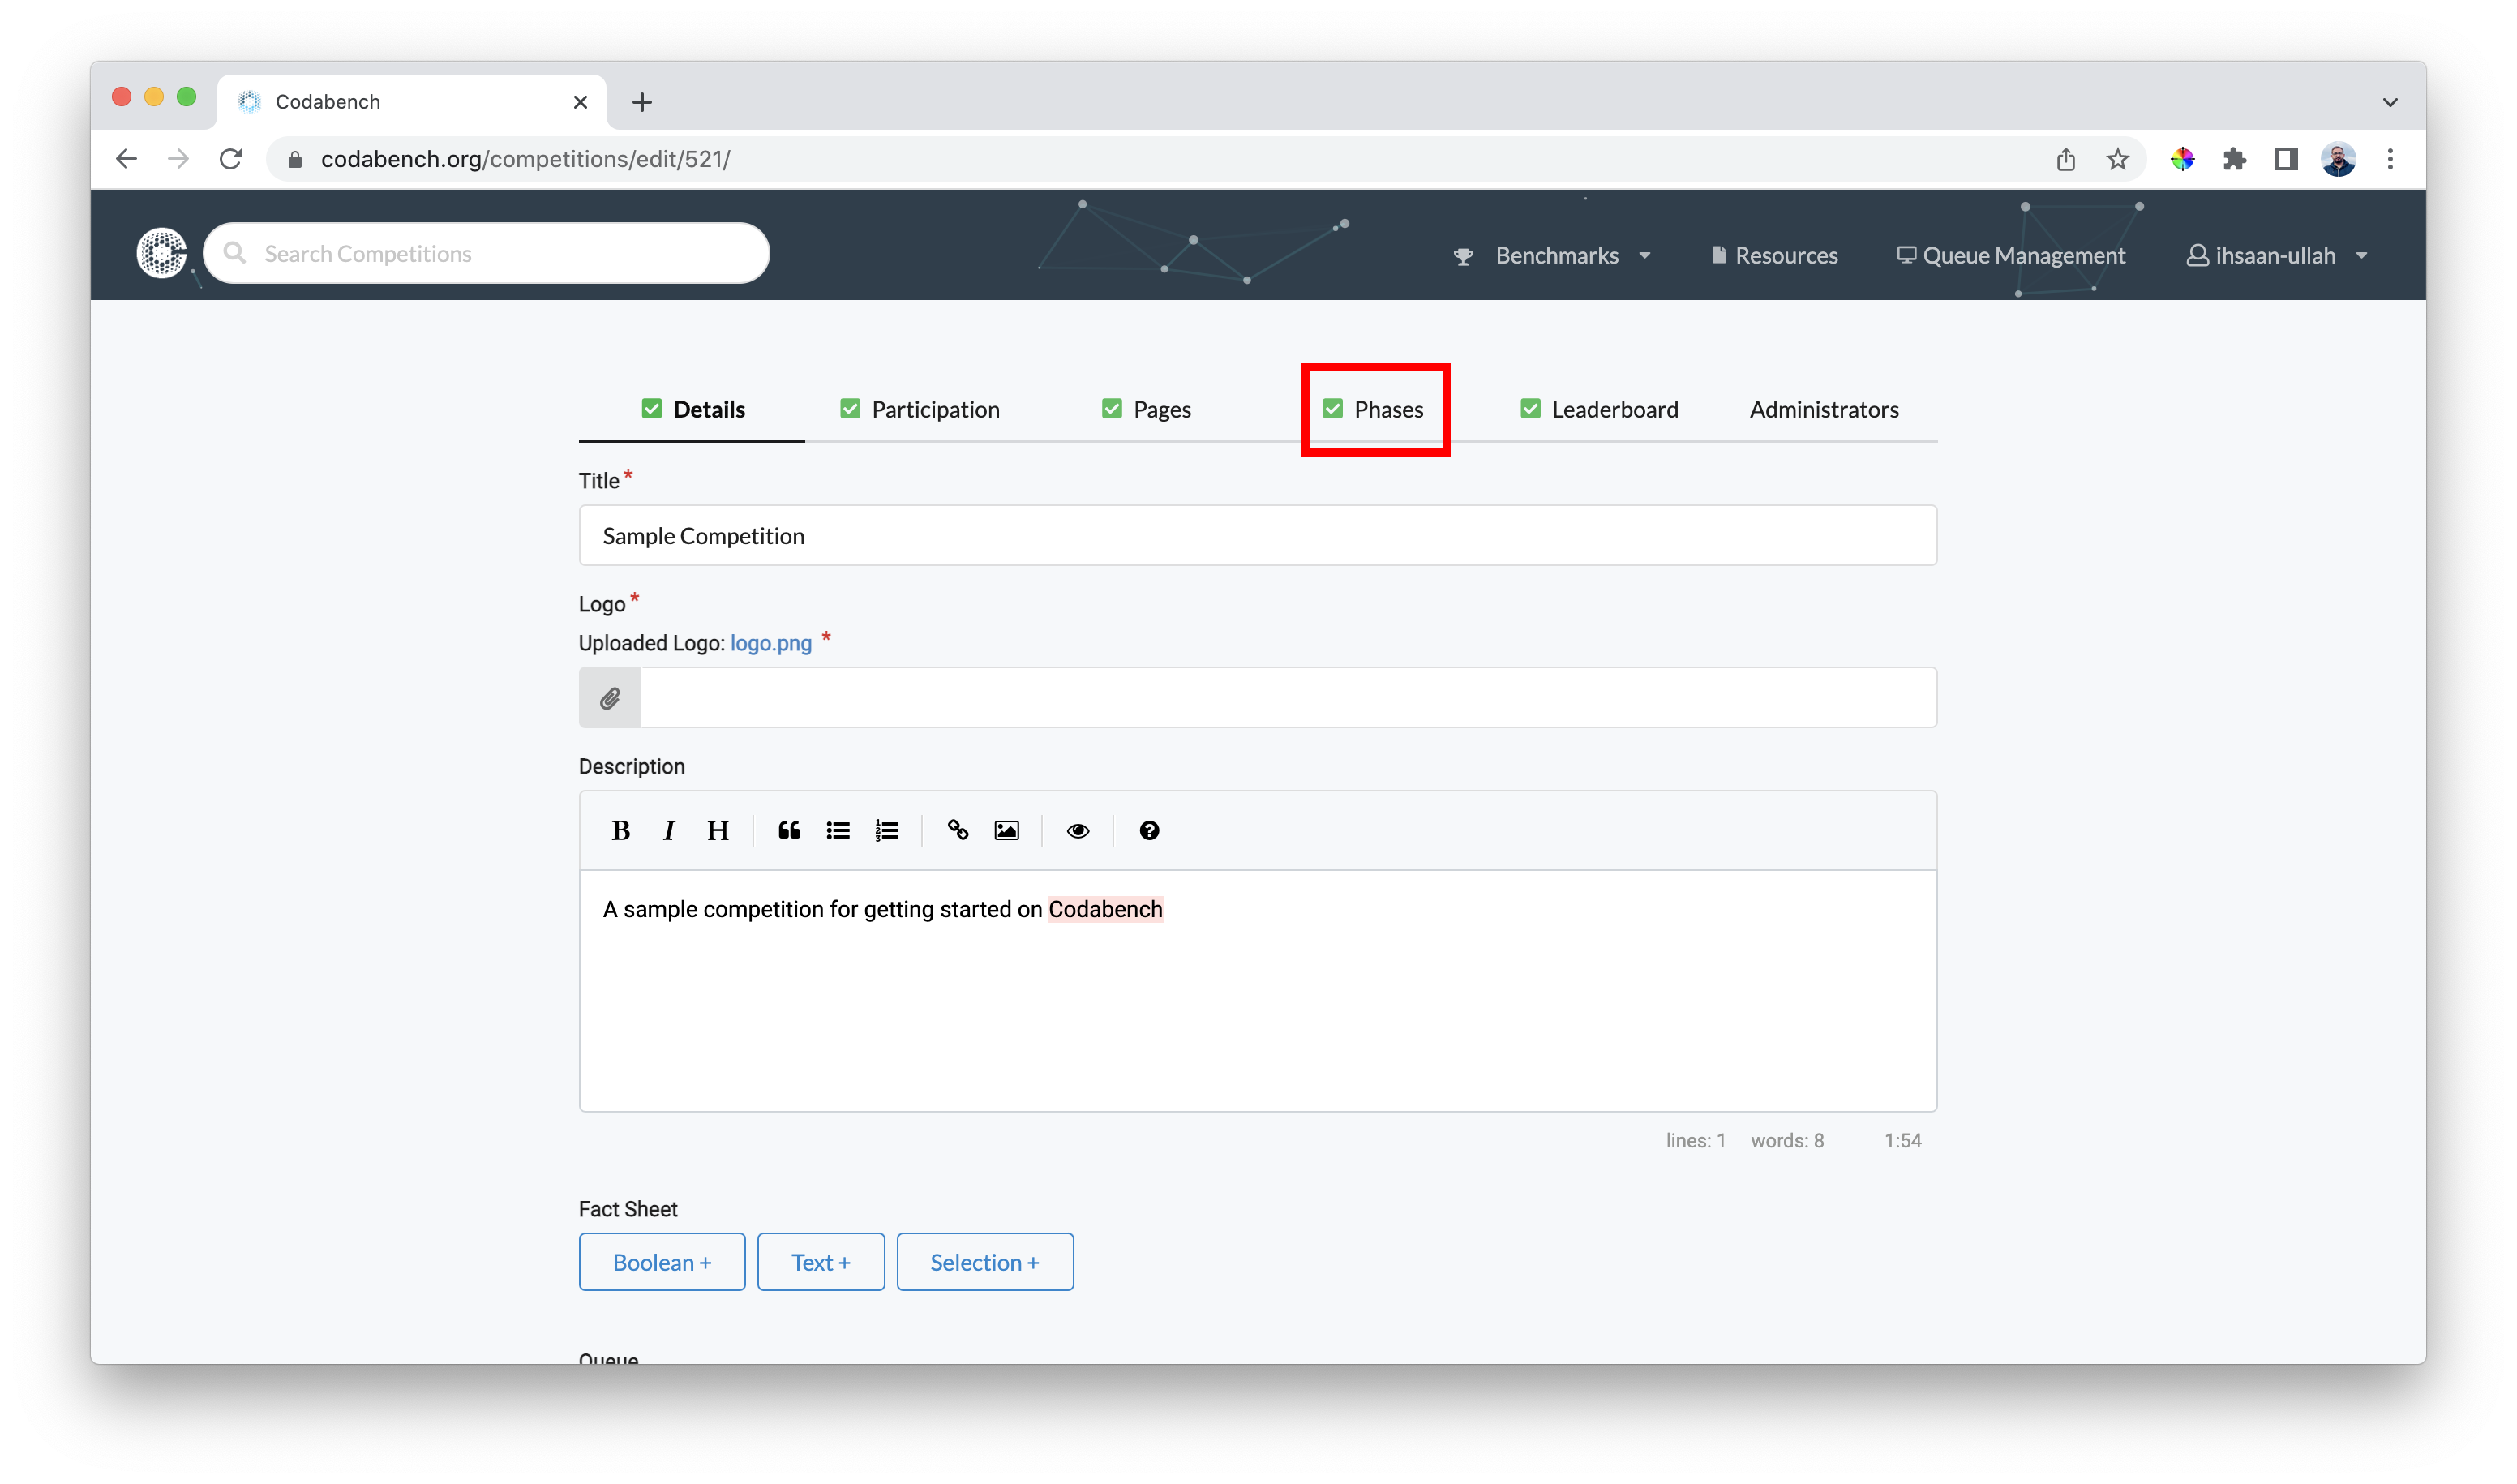 Codabench
codabench.org/competitions/edit/521/
Search Competitions
Benchmarks
Resources
Queue Management
ihsaan-ullah
Details
Participation
Pages
Phases
Leaderboard
Administrators
Title *
Sample Competition
Logo *
Uploaded Logo: logo.png *
Description
B I H
A sample competition for getting started on Codabench
lines: 1 words: 8 1:54
Fact Sheet
Boolean +
Text +
Selection +
Queue